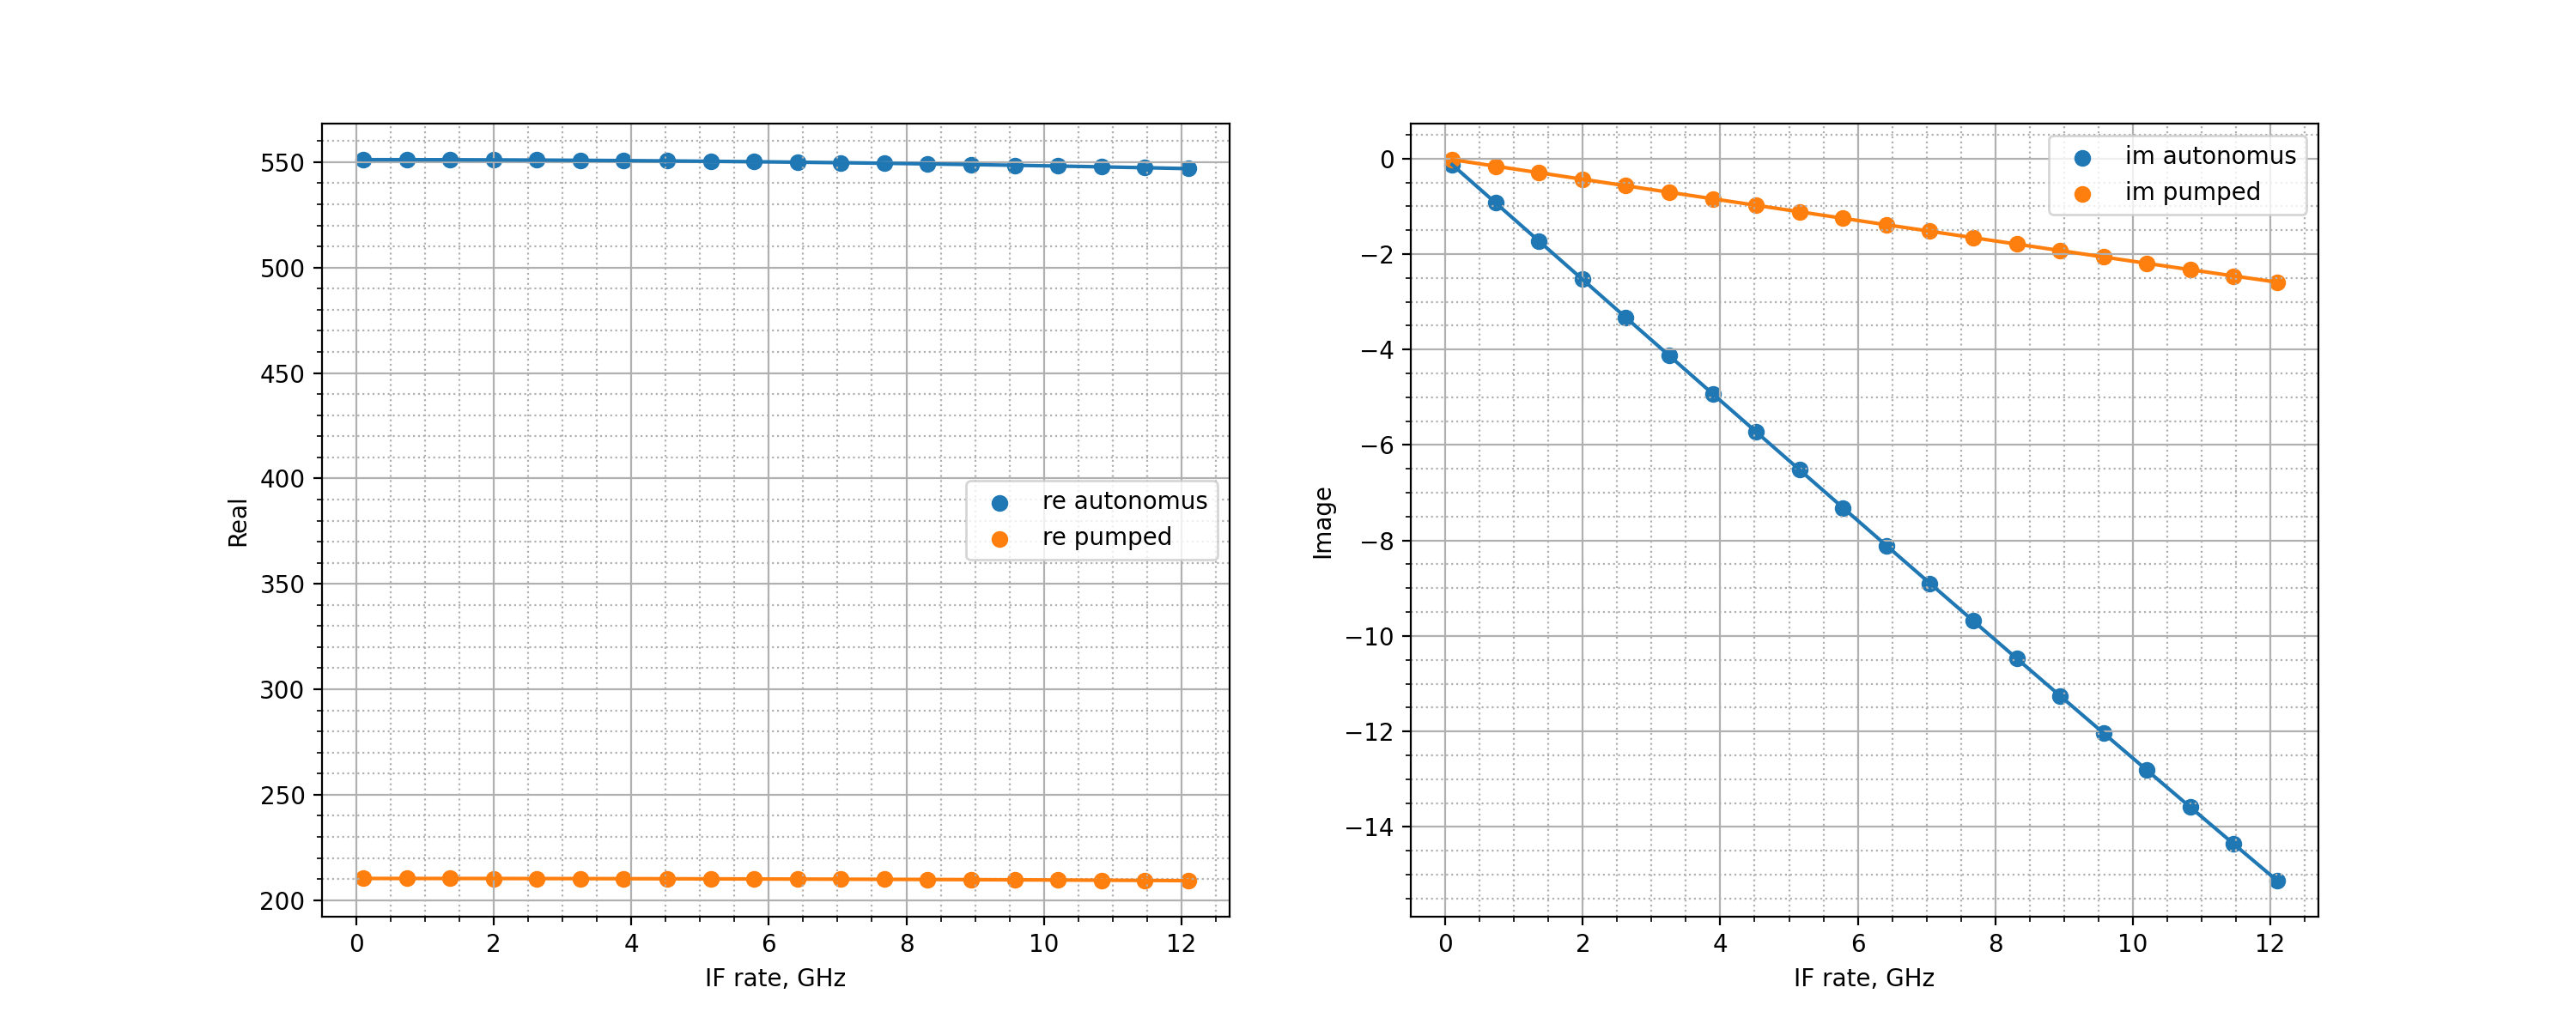 550
500
450
400
350
300
250
200
Real
re autonomus
re pumped
0 2 4 6 8 10 12
IF rate, GHz
0
−2
−4
−6
−8
−10
−12
−14
Image
im autonomus
im pumped
0 2 4 6 8 10 12
IF rate, GHz